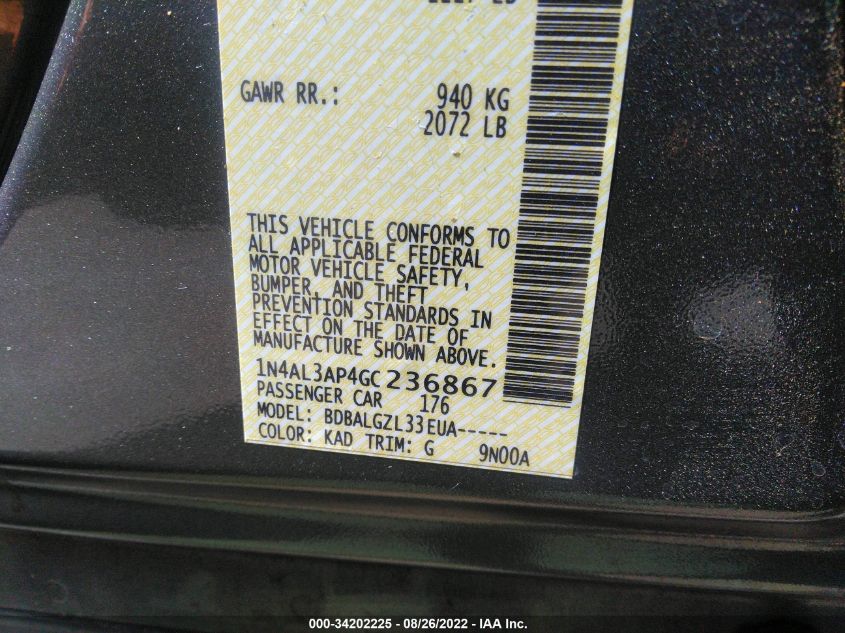 GAWR RR.: 940 KG
2072 LB
THIS VEHICLE CONFORMS TO
ALL APPLICABLE FEDERAL
MOTOR VEHICLE SAFETY,
BUMPER, AND THEFT
PREVENTION STANDARDS IN
EFFECT ON THE DATE OF
MANUFACTURE SHOWN ABOVE.
1N4AL3AP4GC236867
PASSENGER CAR 176
MODEL: BDBALGZL33EUA-----
COLOR: KAD TRIM: G 9N00A
000-34202225 - 08/26/2022 - IAA Inc.